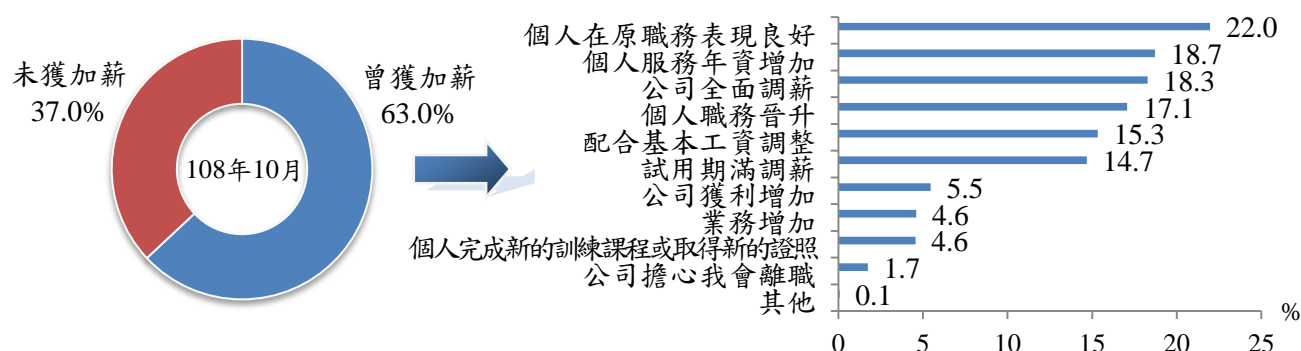 未獲加薪
37.0%
曾獲加薪
63.0%
108年10月
個人在原職務表現良好 22.0
個人服務年資增加 18.7
公司全面調薪 18.3
個人職務晉升 17.1
配合基本工資調整 15.3
試用期滿調薪 14.7
公司獲利增加 5.5
業務增加 4.6
個人完成新的訓練課程或取得新的證照 4.6
公司擔心我會離職 1.7
其他 0.1
%
0 5 10 15 20 25